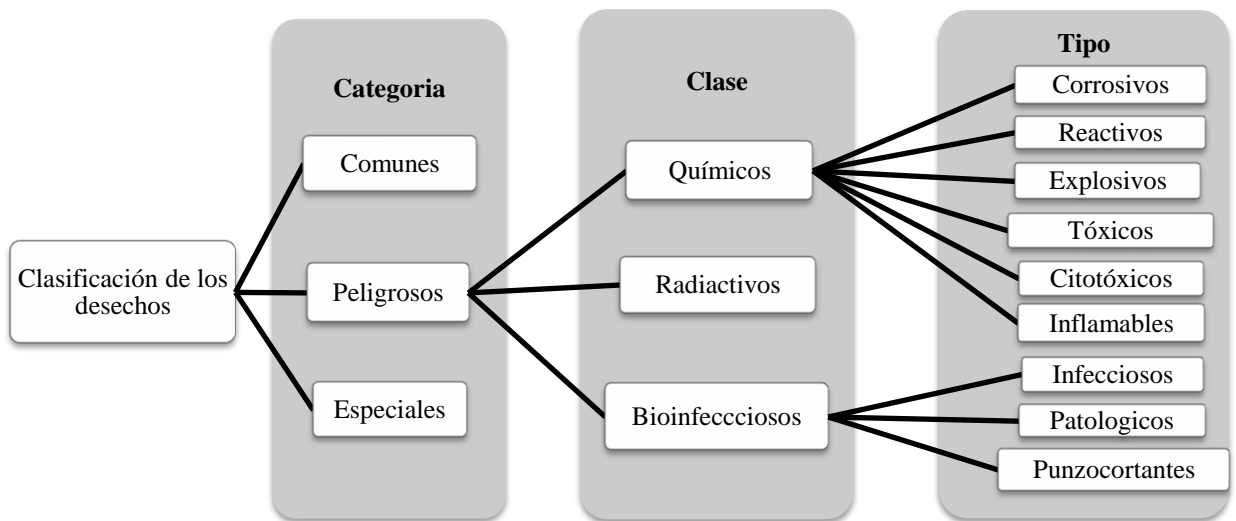 Clasificación de los
desechos
Categoria
Comunes
Peligrosos
Especiales
Clase
Químicos
Radiactivos
Bioinfeccciosos
Tipo
Corrosivos
Reactivos
Explosivos
Tóxicos
Citotóxicos
Inflamables
Infecciosos
Patologicos
Punzocortantes